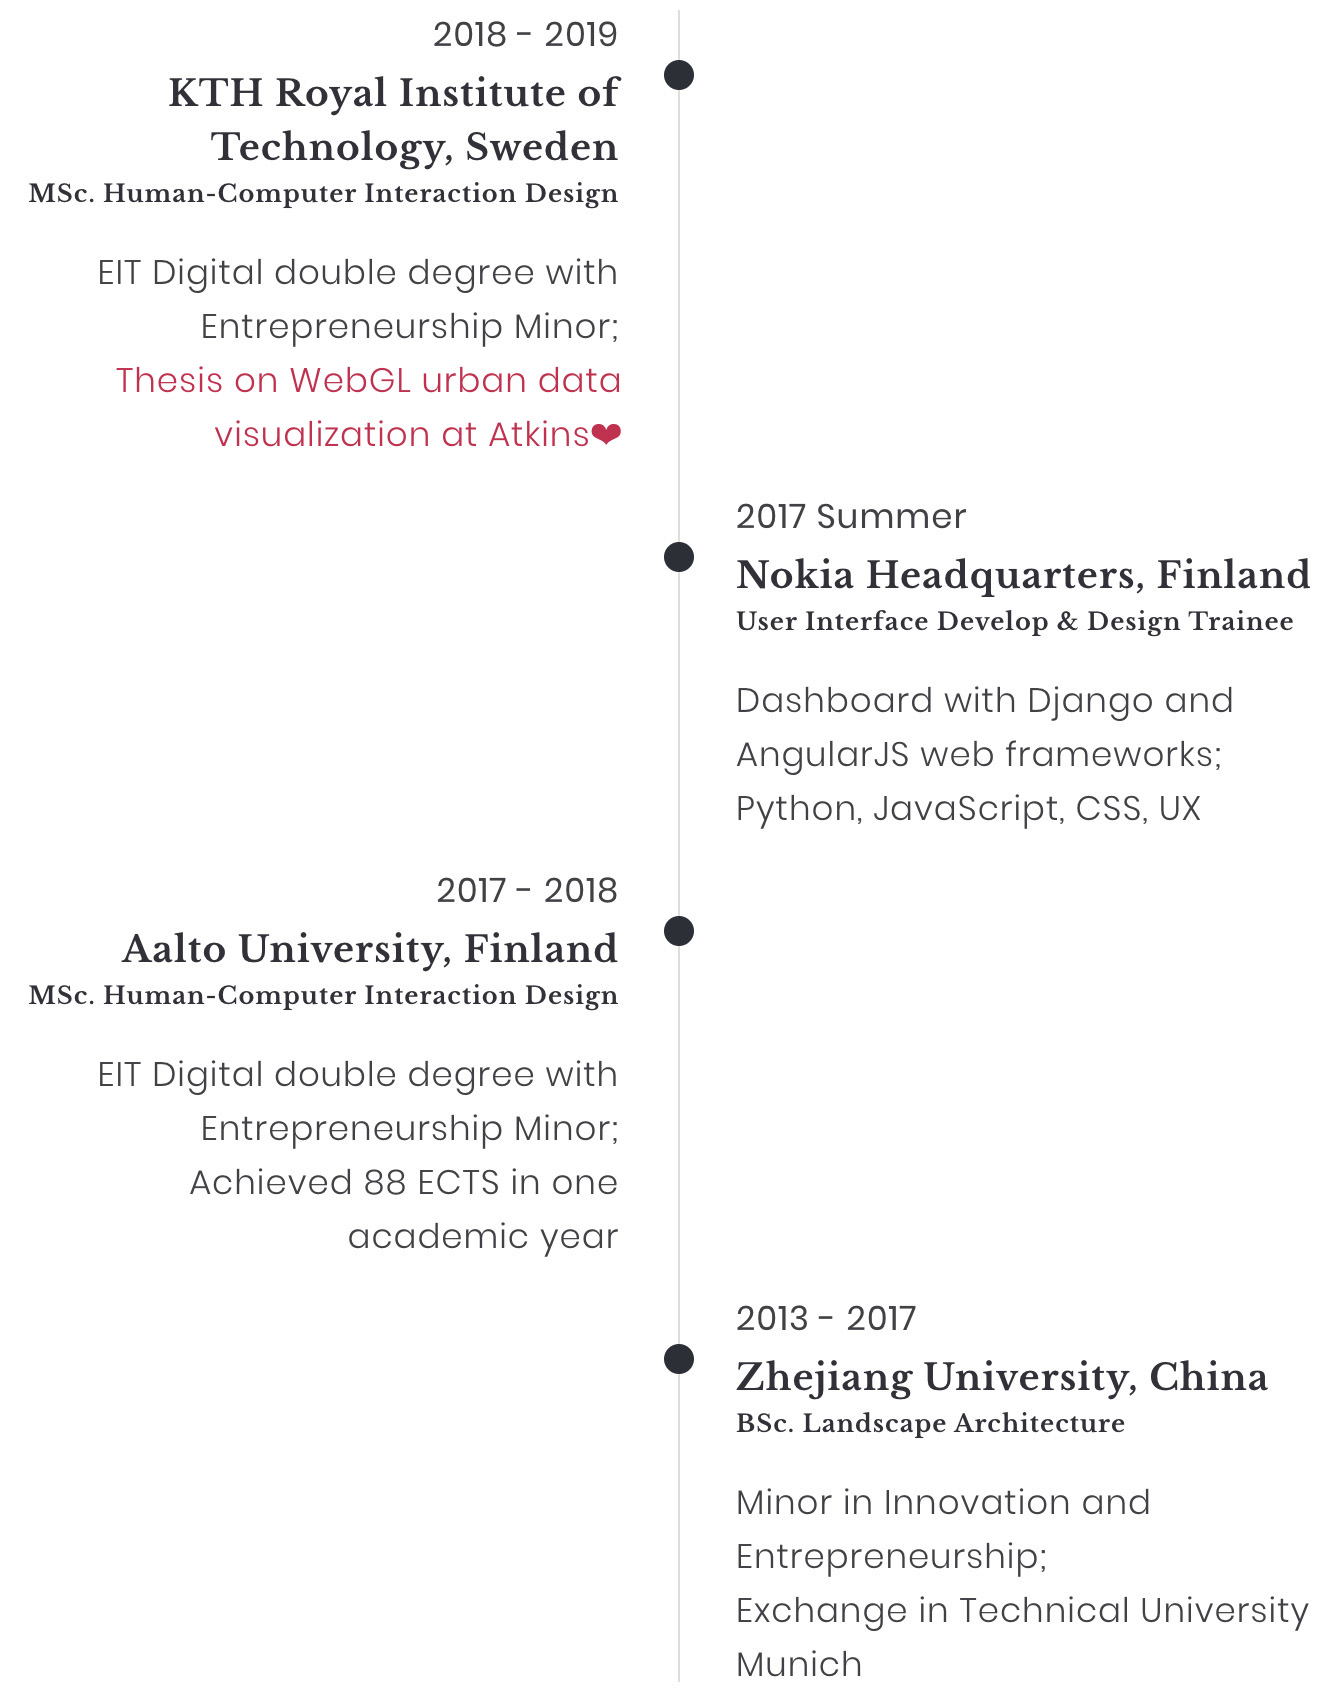 2018 - 2019
KTH Royal Institute of
Technology, Sweden
MSc. Human-Computer Interaction Design
EIT Digital double degree with
Entrepreneurship Minor;
Thesis on WebGL urban data
visualization at Atkins❤
2017 Summer
Nokia Headquarters, Finland
User Interface Develop & Design Trainee
Dashboard with Django and
AngularJS web frameworks;
Python, JavaScript, CSS, UX
2017 - 2018
Aalto University, Finland
MSc. Human-Computer Interaction Design
EIT Digital double degree with
Entrepreneurship Minor;
Achieved 88 ECTS in one
academic year
2013 - 2017
Zhejiang University, China
BSc. Landscape Architecture
Minor in Innovation and
Entrepreneurship;
Exchange in Technical University
Munich